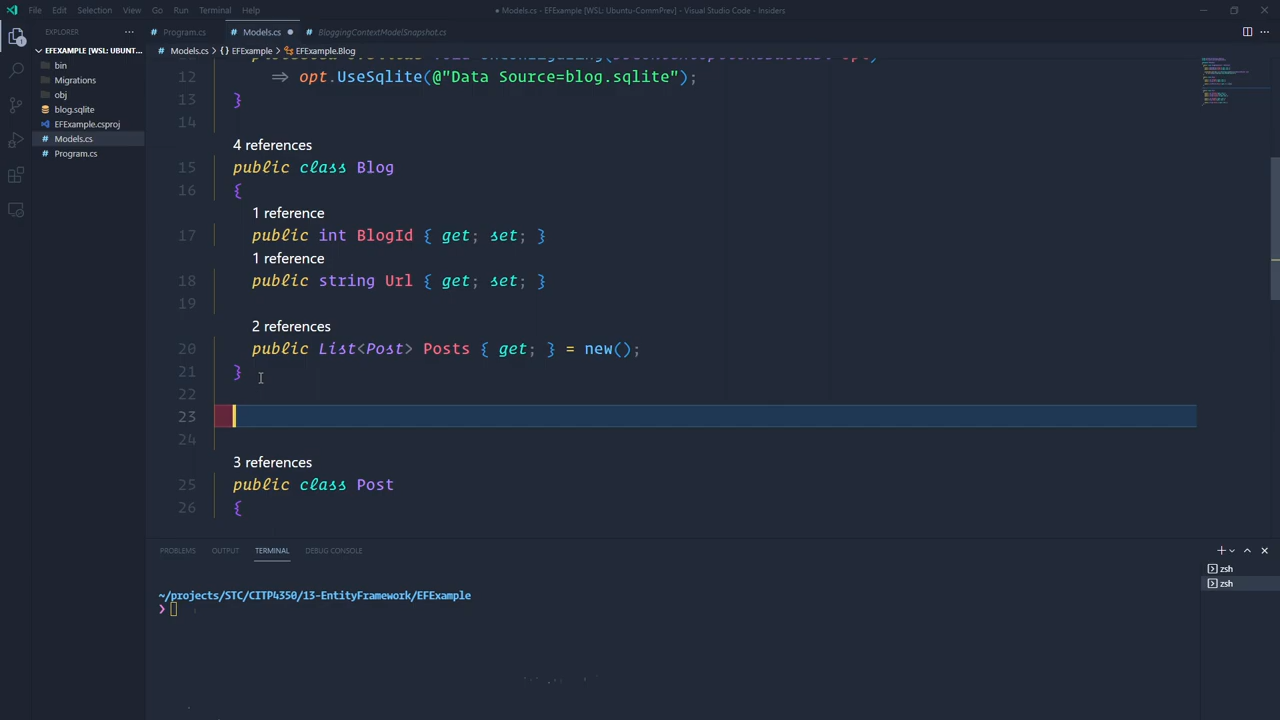 File Edit Selection View Go Run Terminal Help
● Models.cs - EFExample [WSL: Ubuntu-CommPrev] - Visual Studio Code - Insiders
EXPLORER
EFEXAMPLE [WSL: UBUNT...
bin
Migrations
obj
blog.sqlite
EFExample.csproj
Models.cs
Program.cs
Program.cs Models.cs BloggingContextModelSnapshot.cs
Models.cs > {} EFExample > EFExample.Blog
12 => opt.UseSqlite(@"Data Source=blog.sqlite");
13 }
14
4 references
15 public class Blog
16 {
1 reference
17 public int BlogId { get; set; }
1 reference
18 public string Url { get; set; }
19
2 references
20 public List<Post> Posts { get; } = new();
21 }
22
23
24
3 references
25 public class Post
26 {
PROBLEMS OUTPUT TERMINAL DEBUG CONSOLE
~/projects/STC/CITP4350/13-EntityFramework/EFExample
❯
zsh
zsh